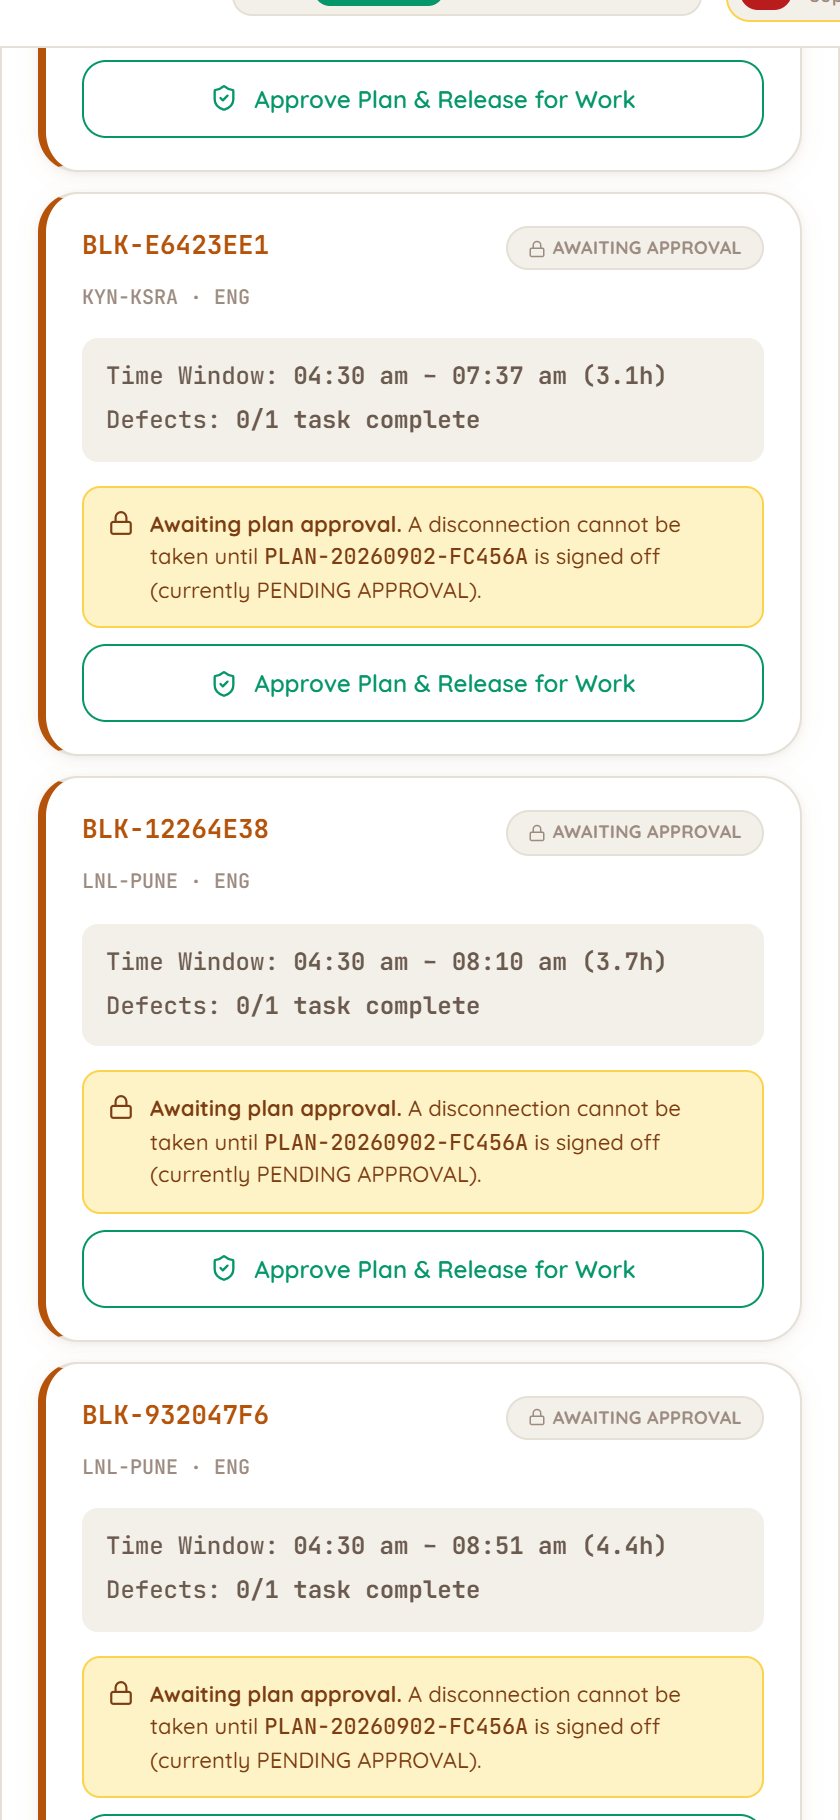 Approve Plan & Release for Work
BLK-E6423EE1
AWAITING APPROVAL
KYN-KSRA · ENG
Time Window: 04:30 am – 07:37 am (3.1h)
Defects: 0/1 task complete
Awaiting plan approval. A disconnection cannot be
taken until PLAN-20260902-FC456A is signed off
(currently PENDING APPROVAL).
Approve Plan & Release for Work
BLK-12264E38
AWAITING APPROVAL
LNL-PUNE · ENG
Time Window: 04:30 am – 08:10 am (3.7h)
Defects: 0/1 task complete
Awaiting plan approval. A disconnection cannot be
taken until PLAN-20260902-FC456A is signed off
(currently PENDING APPROVAL).
Approve Plan & Release for Work
BLK-932047F6
AWAITING APPROVAL
LNL-PUNE · ENG
Time Window: 04:30 am – 08:51 am (4.4h)
Defects: 0/1 task complete
Awaiting plan approval. A disconnection cannot be
taken until PLAN-20260902-FC456A is signed off
(currently PENDING APPROVAL).